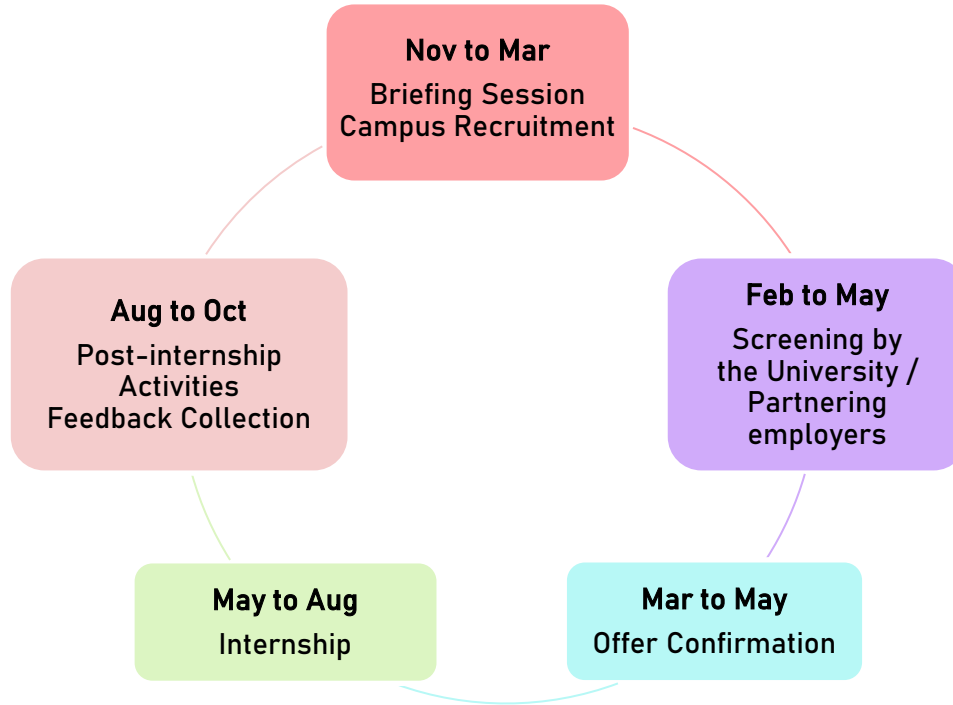 Nov to Mar
Briefing Session
Campus Recruitment
Feb to May
Screening by
the University /
Partnering
employers
Mar to May
Offer Confirmation
May to Aug
Internship
Aug to Oct
Post-internship
Activities
Feedback Collection